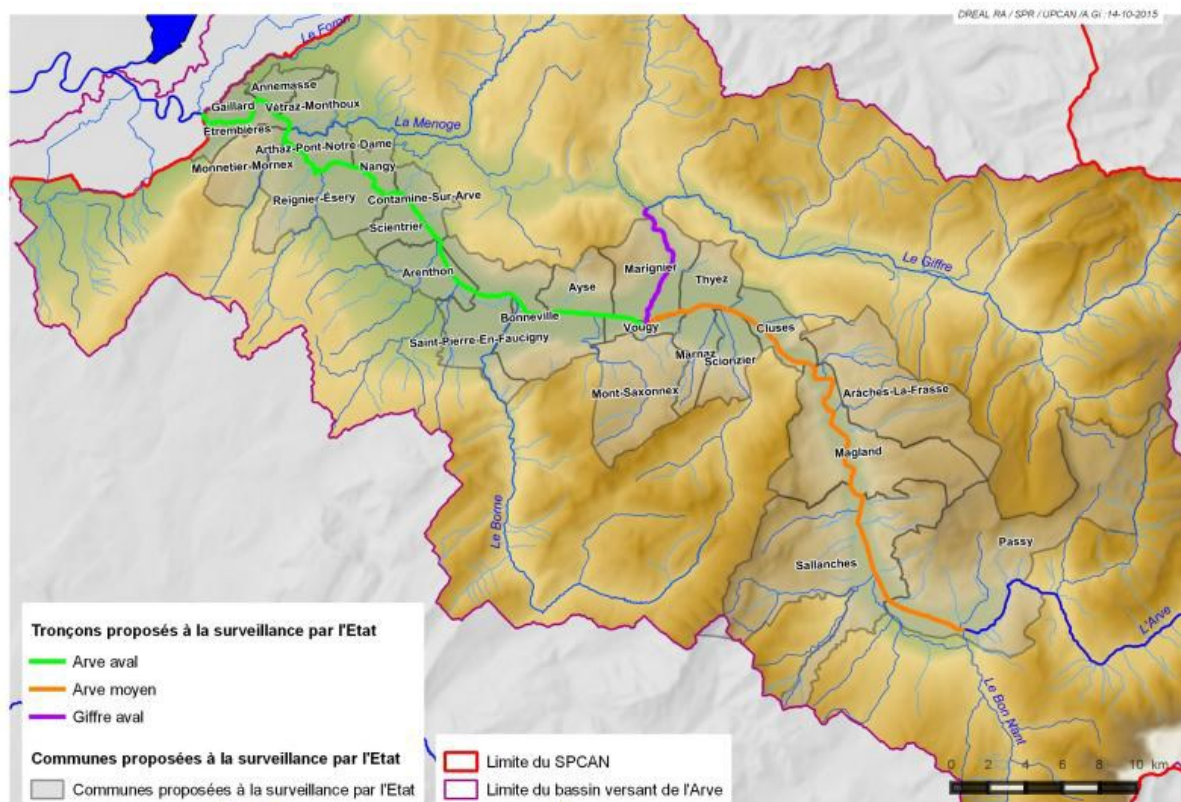 DREAL RA / SPR / UPCAN /A.Gi :14-10-2015
Le Foron
Annemasse
Gaillard
Vétraz-Monthoux
Etrembières
La Menoge
Arthaz-Pont-Notre-Dame
Monnetier-Mornex
Nangy
Reignier-Ésery
Contamine-Sur-Arve
Scientrier
Arenthon
Marignier
Thyez
Le Giffre
Ayse
Bonneville
Vougy
Cluses
Saint-Pierre-En-Faucigny
Marnaz
Scionzier
Mont-Saxonnex
Arâches-La-Frasse
Magland
Le Borne
Passy
Sallanches
L'Arve
Le Bon Nant
Tronçons proposés à la surveillance par l'Etat
Arve aval
Arve moyen
Giffre aval
Communes proposées à la surveillance par l'Etat
Communes proposées à la surveillance par l'Etat
Limite du SPCAN
Limite du bassin versant de l'Arve
0 2 4 6 8 10 km